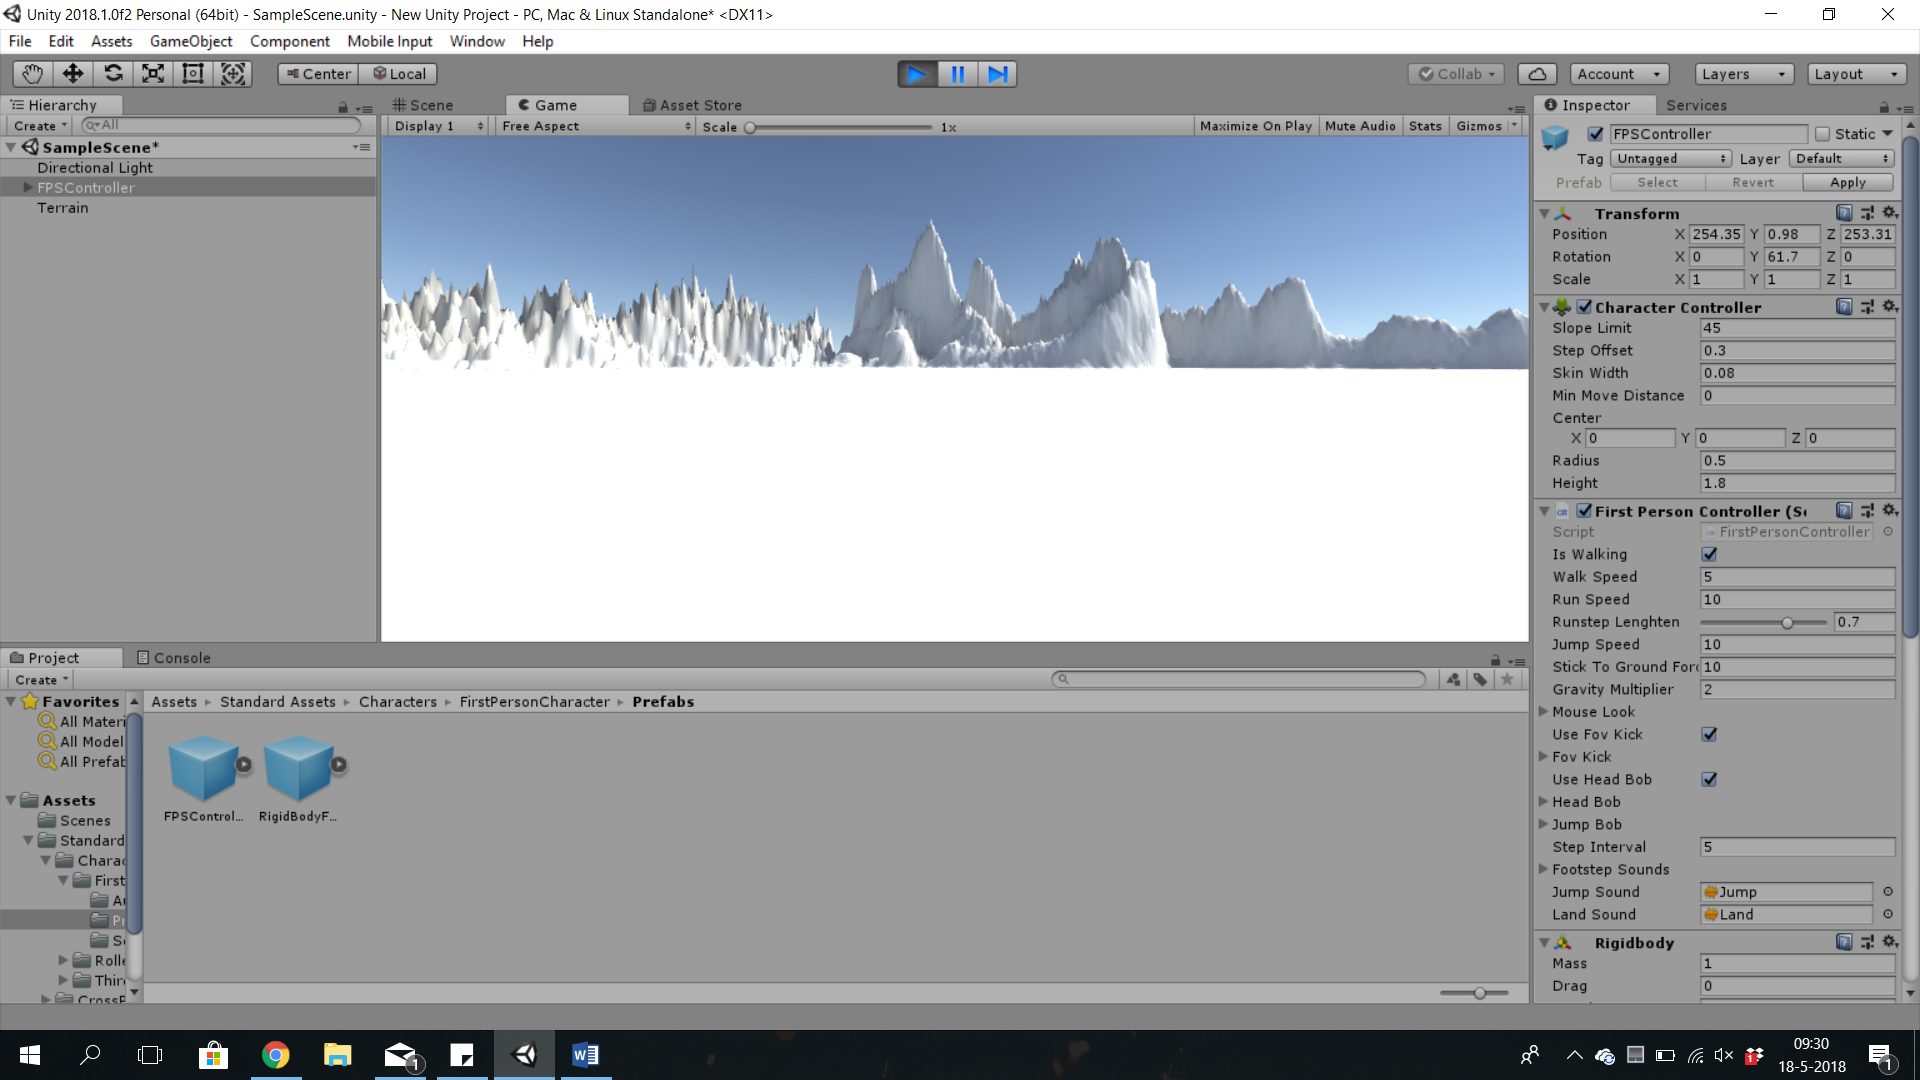 Unity 2018.1.0f2 Personal (64bit) - SampleScene.unity - New Unity Project - PC, Mac & Linux Standalone* <DX11>
File Edit Assets GameObject Component Mobile Input Window Help
Center Local Collab Account Layers Layout
Hierarchy
Create All
SampleScene*
Directional Light
FPSController
Terrain
Scene Game Asset Store
Display 1 Free Aspect Scale 1x Maximize On Play Mute Audio Stats Gizmos
Inspector Services
FPSController Static
Tag Untagged Layer Default
Prefab Select Revert Apply
Transform
Position X 254.35 Y 0.98 Z 253.31
Rotation X 0 Y 61.7 Z 0
Scale X 1 Y 1 Z 1
Character Controller
Slope Limit 45
Step Offset 0.3
Skin Width 0.08
Min Move Distance 0
Center
X 0 Y 0 Z 0
Radius 0.5
Height 1.8
First Person Controller (Sc
Script FirstPersonController
Is Walking
Walk Speed 5
Run Speed 10
Runstep Lenghten 0.7
Jump Speed 10
Stick To Ground Forc 10
Gravity Multiplier 2
Mouse Look
Use Fov Kick
Fov Kick
Use Head Bob
Head Bob
Jump Bob
Step Interval 5
Footstep Sounds
Jump Sound Jump
Land Sound Land
Rigidbody
Mass 1
Drag 0
Project Console
Create
Favorites
All Materi
All Model
All Prefab
Assets
Scenes
Standard
Charac
First
Au
Pr
Sc
Rolle
Third
CrossP
Assets Standard Assets Characters FirstPersonCharacter Prefabs
FPSControl... RigidBodyF...
1
09:30
18-5-2018
1